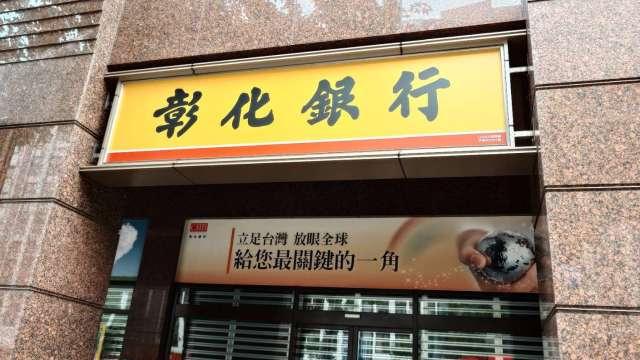 彰化銀行
立足台灣 放眼全球
給您最關鍵的一角